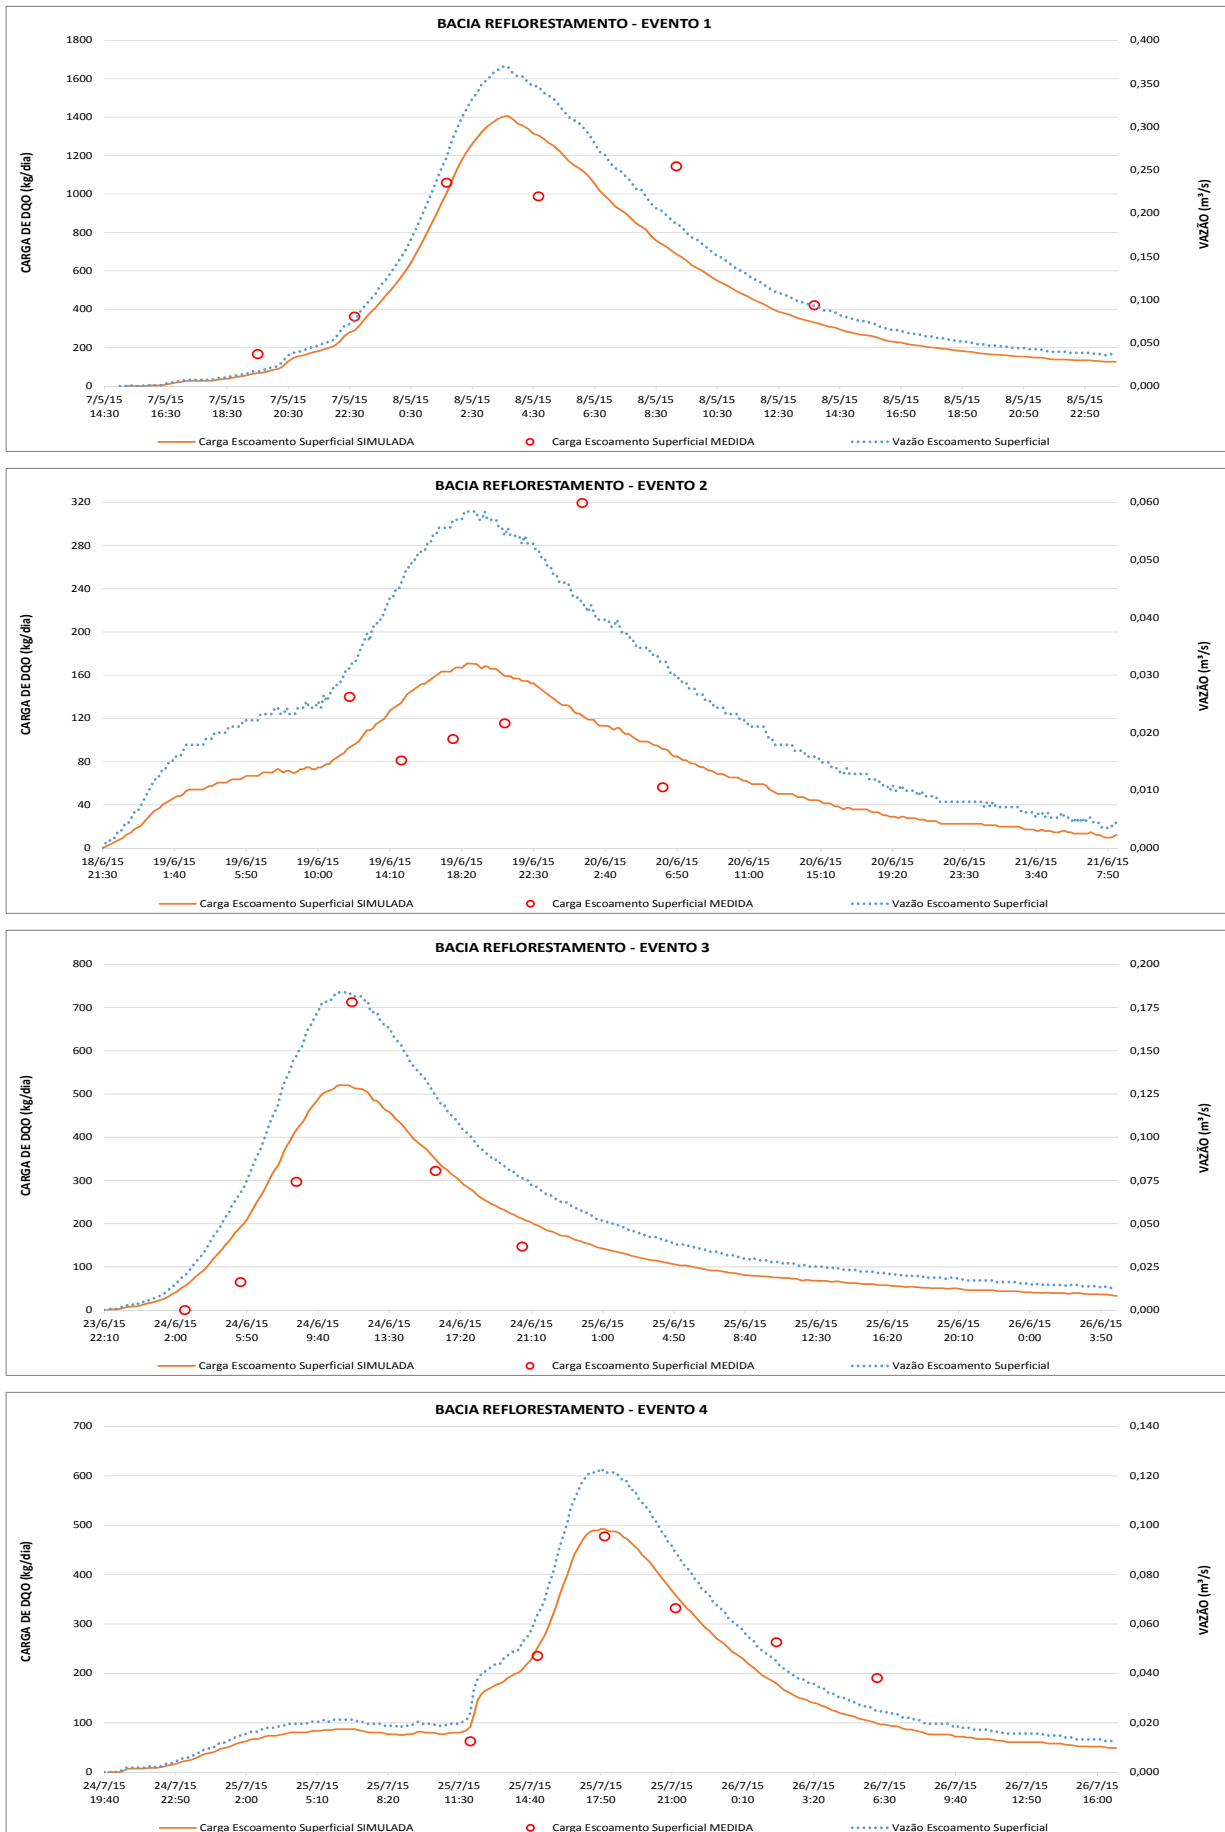 BACIA REFLORESTAMENTO - EVENTO 1
CARGA DE DQO (kg/dia)
VAZÃO (m³/s)
1800
1600
1400
1200
1000
800
600
400
200
0
0,400
0,350
0,300
0,250
0,200
0,150
0,100
0,050
0,000
7/5/15 7/5/15 7/5/15 7/5/15 7/5/15 8/5/15 8/5/15 8/5/15 8/5/15 8/5/15 8/5/15 8/5/15 8/5/15 8/5/15 8/5/15 8/5/15 8/5/15
14:30 16:30 18:30 20:30 22:30 0:30 2:30 4:30 6:30 8:30 10:30 12:30 14:30 16:50 18:50 20:50 22:50
Carga Escoamento Superficial SIMULADA Carga Escoamento Superficial MEDIDA Vazão Escoamento Superficial
BACIA REFLORESTAMENTO - EVENTO 2
CARGA DE DQO (kg/dia)
VAZÃO (m³/s)
320
280
240
200
160
120
80
40
0
0,060
0,050
0,040
0,030
0,020
0,010
0,000
18/6/15 19/6/15 19/6/15 19/6/15 19/6/15 19/6/15 19/6/15 20/6/15 20/6/15 20/6/15 20/6/15 20/6/15 20/6/15 21/6/15 21/6/15
21:30 1:40 5:50 10:00 14:10 18:20 22:30 2:40 6:50 11:00 15:10 19:20 23:30 3:40 7:50
Carga Escoamento Superficial SIMULADA Carga Escoamento Superficial MEDIDA Vazão Escoamento Superficial
BACIA REFLORESTAMENTO - EVENTO 3
CARGA DE DQO (kg/dia)
VAZÃO (m³/s)
800
700
600
500
400
300
200
100
0
0,200
0,175
0,150
0,125
0,100
0,075
0,050
0,025
0,000
23/6/15 24/6/15 24/6/15 24/6/15 24/6/15 24/6/15 24/6/15 25/6/15 25/6/15 25/6/15 25/6/15 25/6/15 25/6/15 26/6/15 26/6/15
22:10 2:00 5:50 9:40 13:30 17:20 21:10 1:00 4:50 8:40 12:30 16:20 20:10 0:00 3:50
Carga Escoamento Superficial SIMULADA Carga Escoamento Superficial MEDIDA Vazão Escoamento Superficial
BACIA REFLORESTAMENTO - EVENTO 4
CARGA DE DQO (kg/dia)
VAZÃO (m³/s)
700
600
500
400
300
200
100
0
0,140
0,120
0,100
0,080
0,060
0,040
0,020
0,000
24/7/15 24/7/15 25/7/15 25/7/15 25/7/15 25/7/15 25/7/15 25/7/15 25/7/15 26/7/15 26/7/15 26/7/15 26/7/15 26/7/15 26/7/15
19:40 22:50 2:00 5:10 8:20 11:30 14:40 17:50 21:00 0:10 3:20 6:30 9:40 12:50 16:00
Carga Escoamento Superficial SIMULADA Carga Escoamento Superficial MEDIDA Vazão Escoamento Superficial